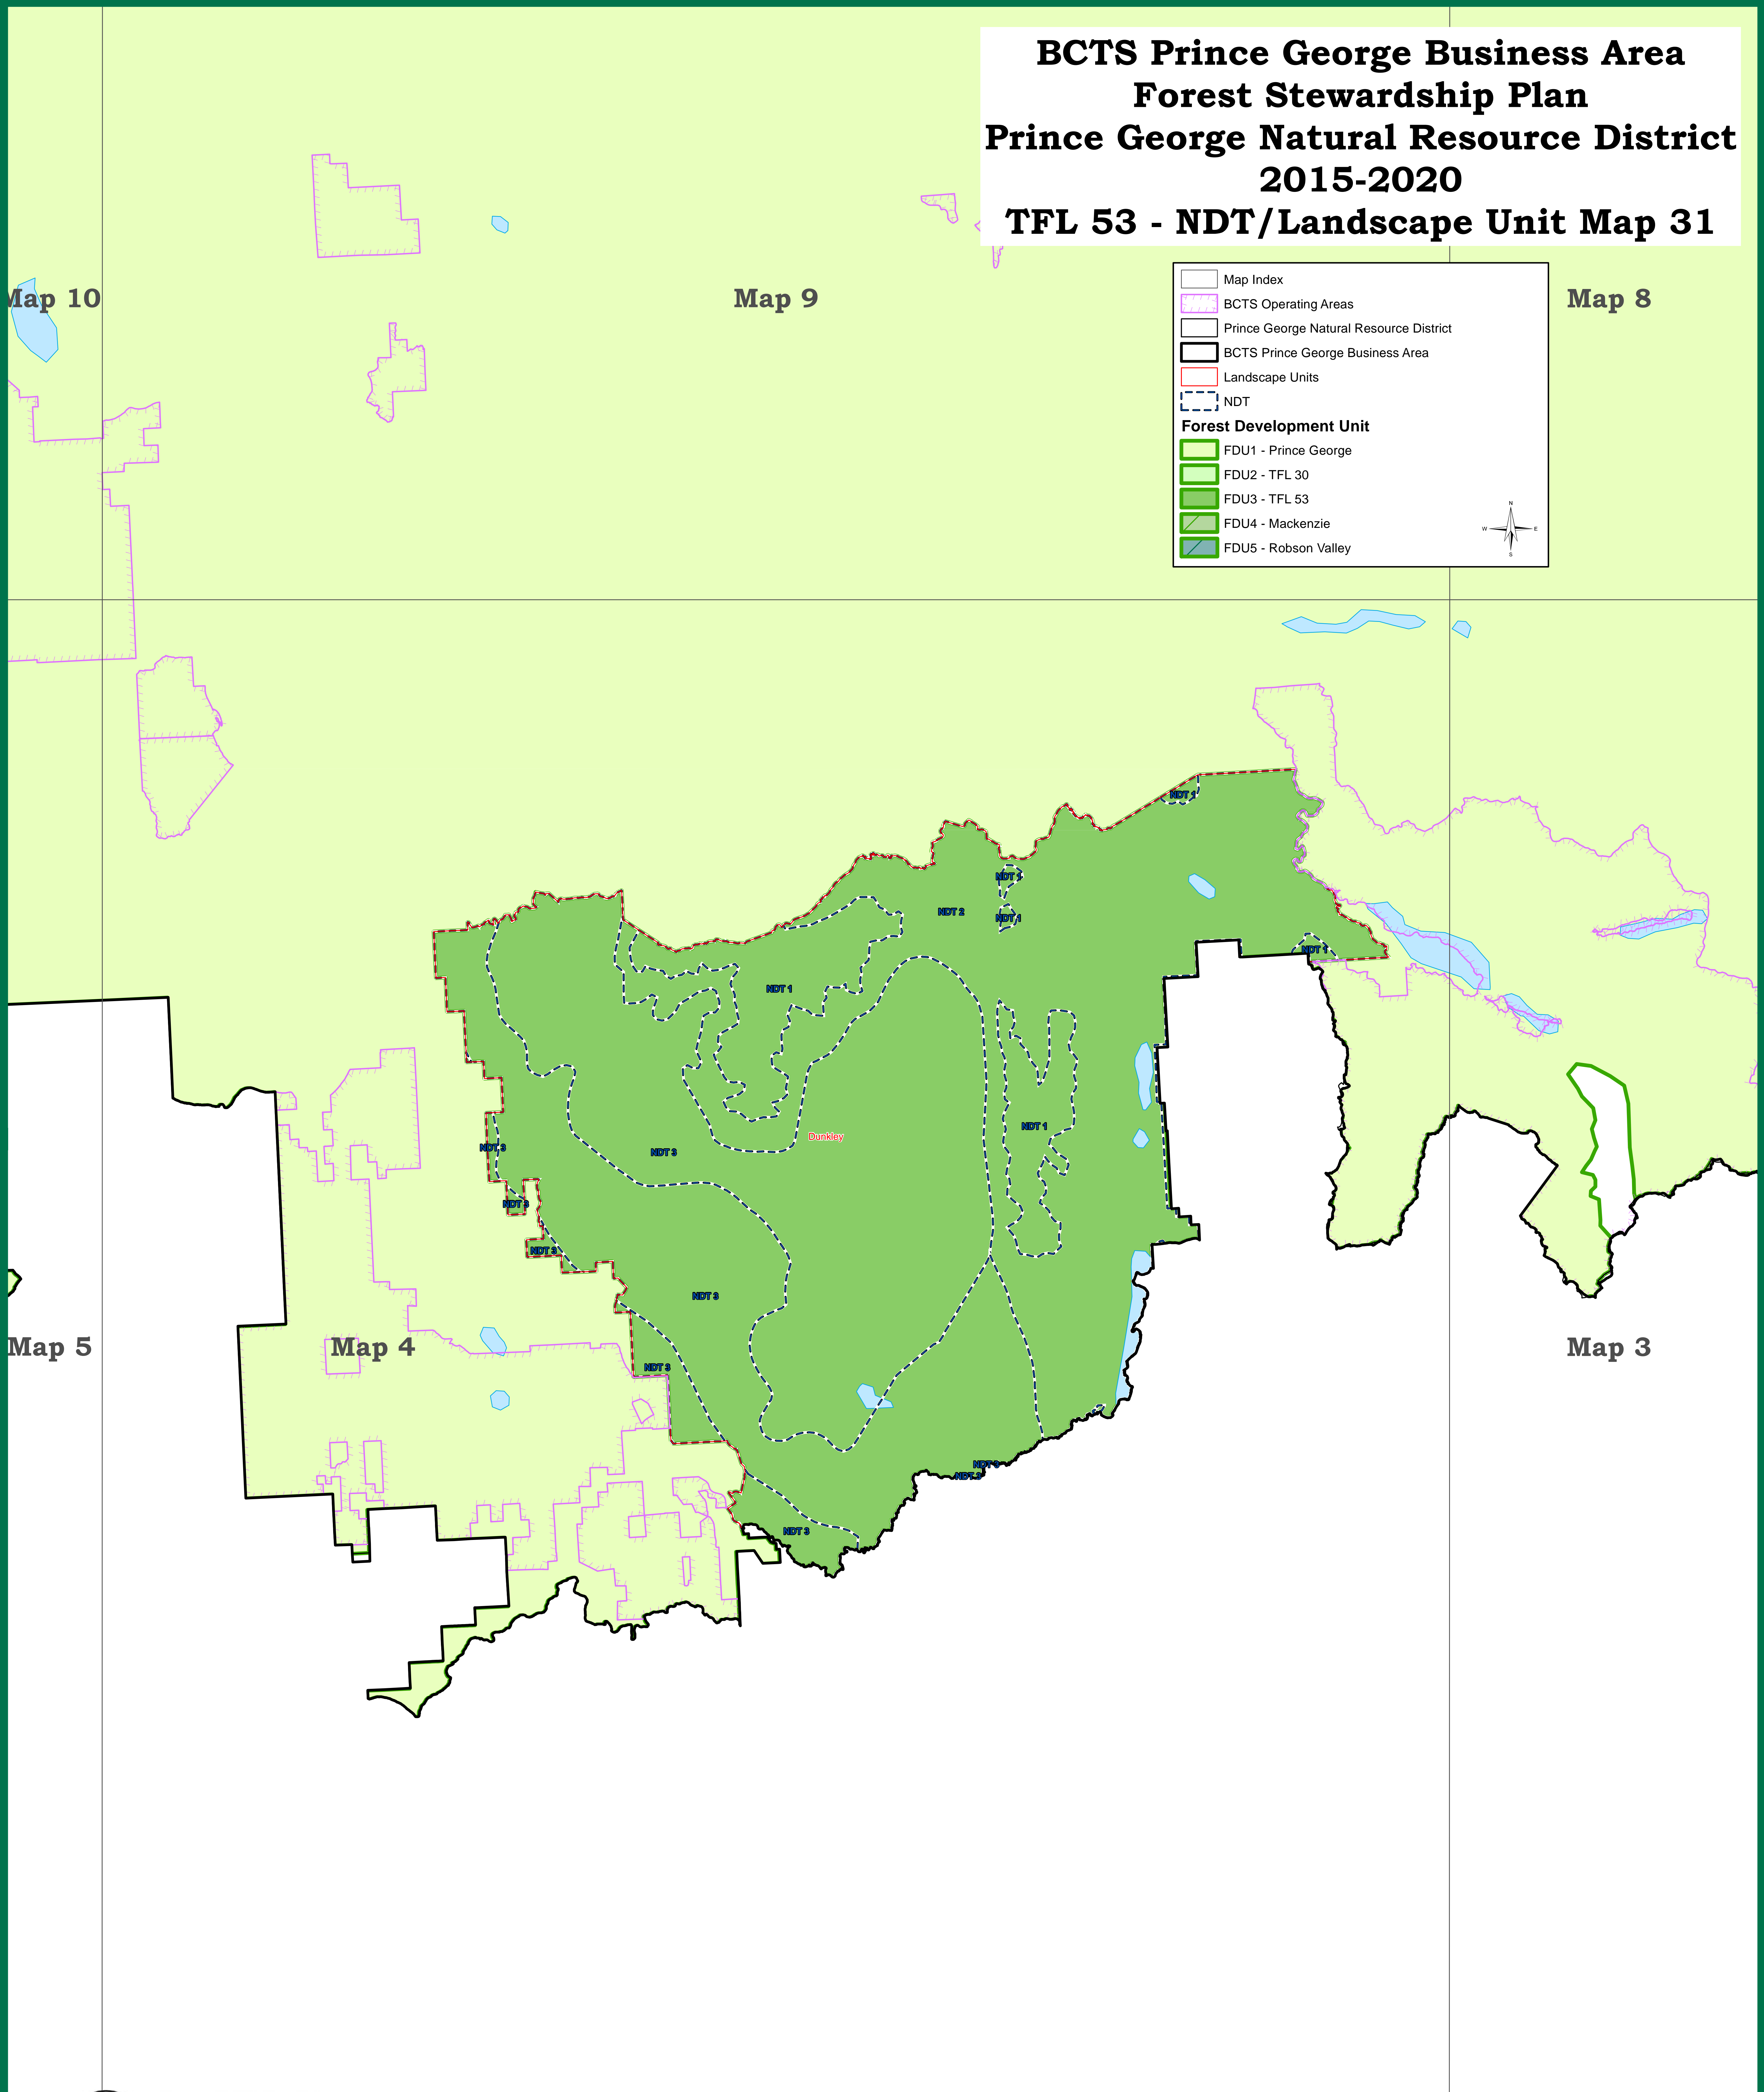 BCTS Prince George Business Area
Forest Stewardship Plan
Prince George Natural Resource District
2015-2020
TFL 53 - NDT/Landscape Unit Map 31
Map 10
Map 9
Map 8
Map Index
BCTS Operating Areas
Prince George Natural Resource District
BCTS Prince George Business Area
Landscape Units
NDT
Forest Development Unit
FDU1 - Prince George
FDU2 - TFL 30
FDU3 - TFL 53
FDU4 - Mackenzie
FDU5 - Robson Valley
N
W
E
S
NDT 1
NDT 1
NDT 2
NDT 1
NDT 1
NDT 1
NDT 1
Dunkley
NDT 3
NDT 3
NDT 3
NDT 3
NDT 3
Map 5
Map 4
Map 3
NDT 3
NDT 3
NDT 3
NDT 3